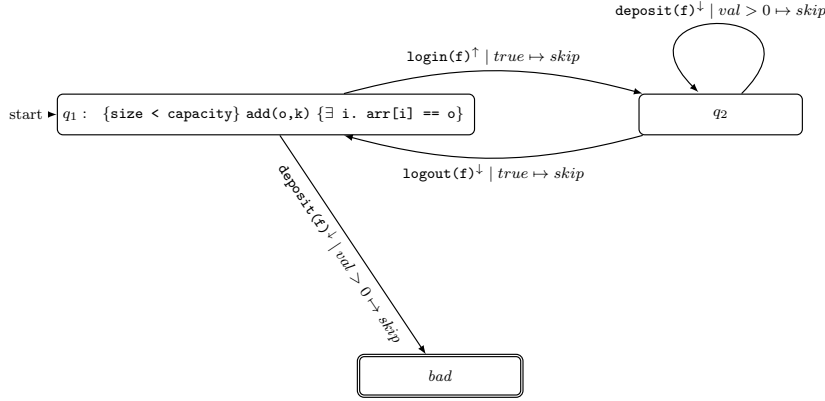 deposit(f)↓ | val > 0 ↦ skip
login(f)↑ | true ↦ skip
start
q₁ : {size < capacity} add(o,k) {∃ i. arr[i] == o}
q₂
logout(f)↓ | true ↦ skip
deposit(f)↓ | val > 0 ↦ skip
bad